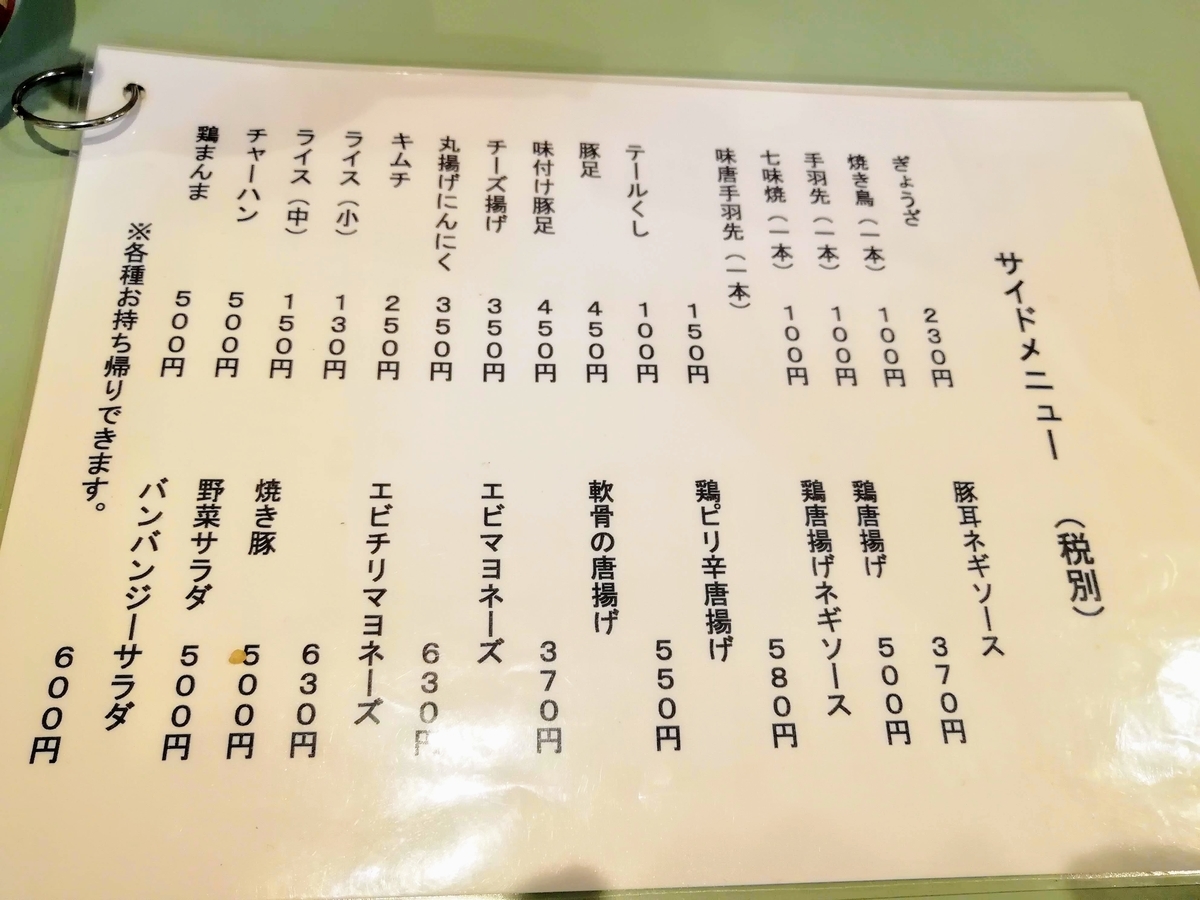 サイドメニュー　（税別）
ぎょうざ　２３０円
焼き鳥（一本）　１００円
手羽先（一本）　１００円
七味焼（一本）　１００円
味唐手羽先（一本）　１５０円
テールくし　１００円
豚足　４５０円
味付け豚足　４５０円
チーズ揚げ　３５０円
丸揚げにんにく　３５０円
キムチ　２５０円
ライス（小）　１３０円
ライス（中）　１５０円
チャーハン　５００円
鶏まんま　５００円
豚耳ネギソース　３７０円
鶏唐揚げ　５００円
鶏唐揚げネギソース　５８０円
鶏ピリ辛唐揚げ　５５０円
軟骨の唐揚げ　３７０円
エビマヨネーズ　６３０円
エビチリマヨネーズ　６３０円
焼き豚　５００円
野菜サラダ　５００円
バンバンジーサラダ　６００円
※各種お持ち帰りできます。